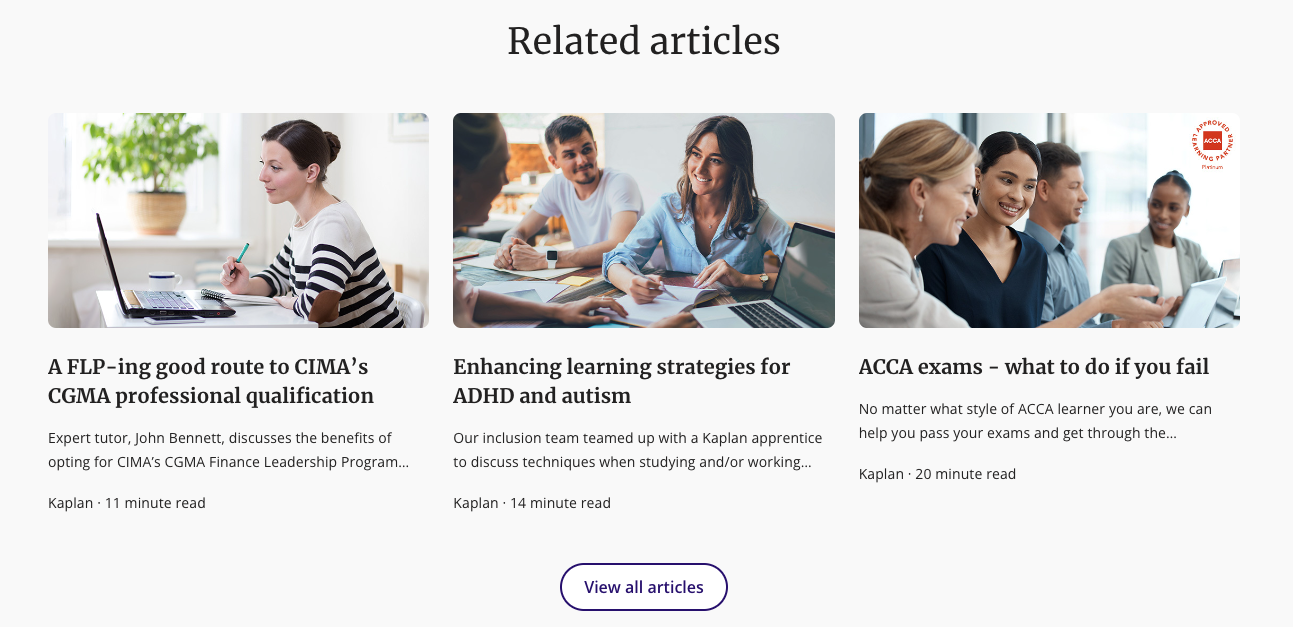 Related articles
APPROVED
LEARNING PARTNER
ACCA
Platinum
A FLP-ing good route to CIMA’s
CGMA professional qualification
Expert tutor, John Bennett, discusses the benefits of
opting for CIMA’s CGMA Finance Leadership Program…
Kaplan · 11 minute read
Enhancing learning strategies for
ADHD and autism
Our inclusion team teamed up with a Kaplan apprentice
to discuss techniques when studying and/or working…
Kaplan · 14 minute read
ACCA exams - what to do if you fail
No matter what style of ACCA learner you are, we can
help you pass your exams and get through the…
Kaplan · 20 minute read
View all articles